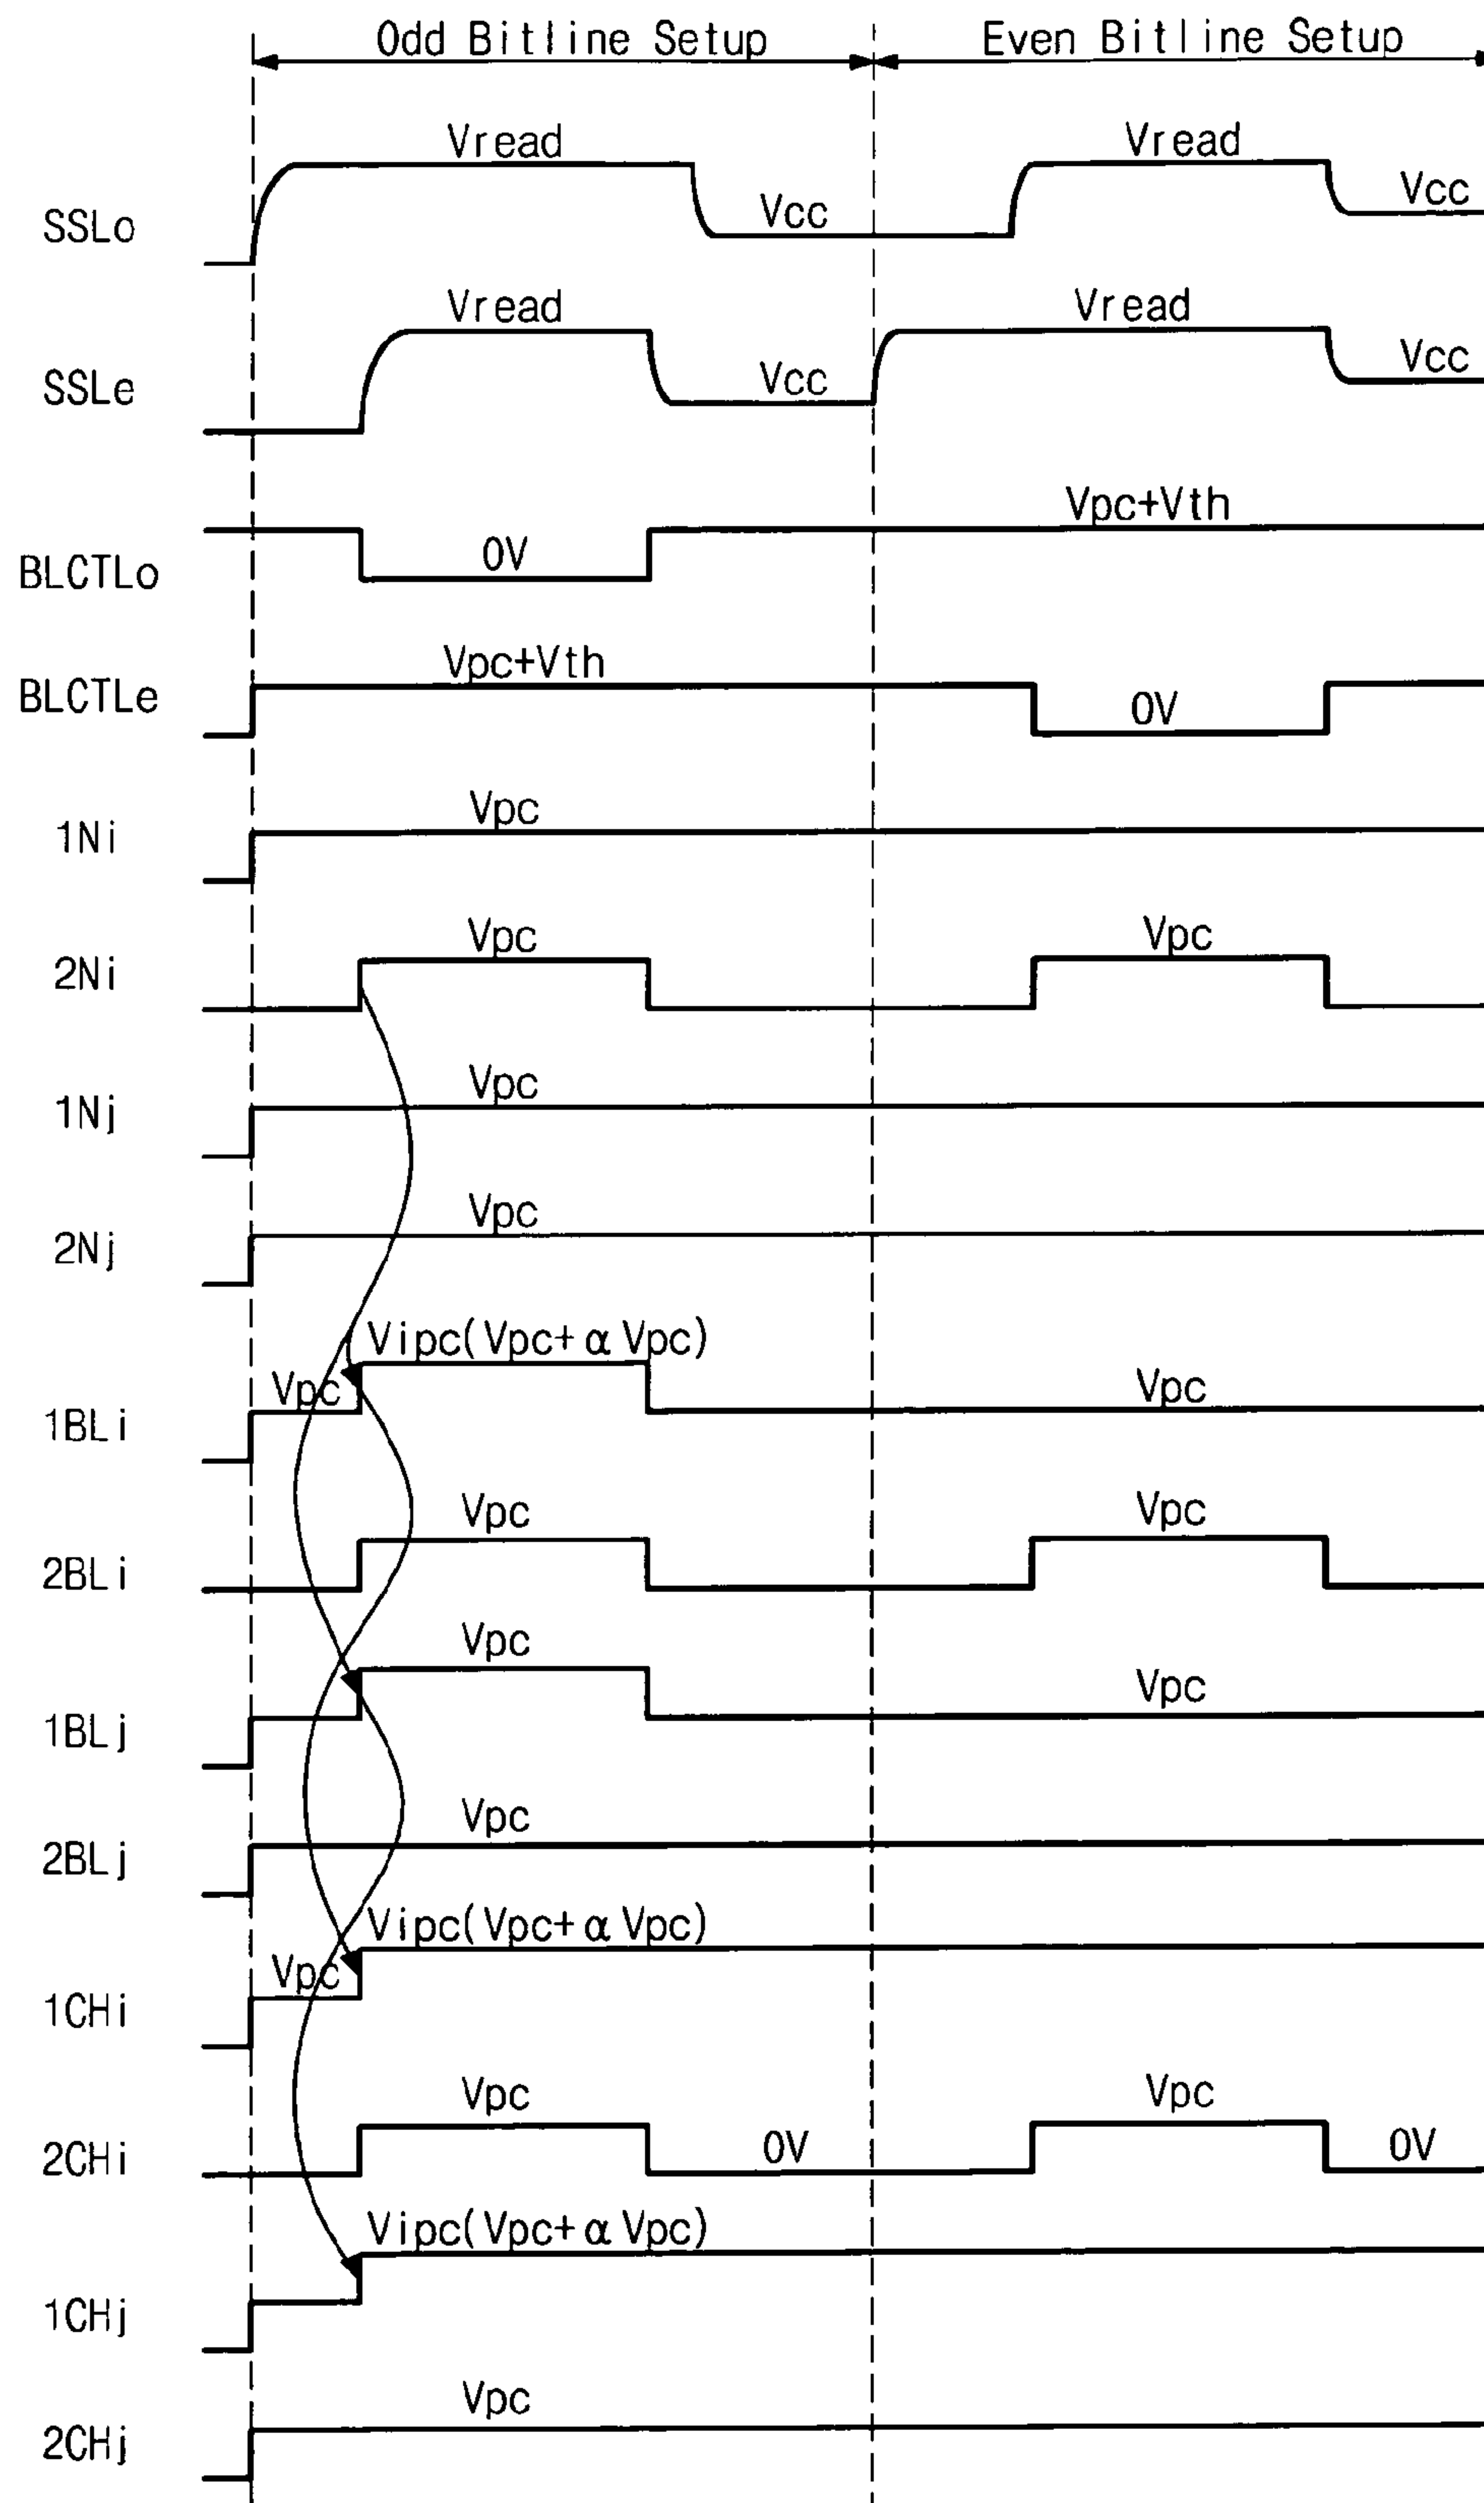 Odd Bitline Setup Even Bitline Setup
Vread Vread
SSLo Vcc Vcc
Vread Vread
SSLe Vcc Vcc
Vpc+Vth
BLCTLo 0V
Vpc+Vth
BLCTLe 0V
Vpc
1Ni
Vpc Vpc
2Ni
Vpc
1Nj
Vpc
2Nj
Vipc(Vpc+αVpc)
Vpc Vpc
1BLi
Vpc Vpc
2BLi
Vpc
Vpc
1BLj
Vpc
2BLj
Vipc(Vpc+αVpc)
Vpc
1CHi
Vpc Vpc
2CHi 0V 0V
Vipc(Vpc+αVpc)
1CHj
Vpc
2CHj